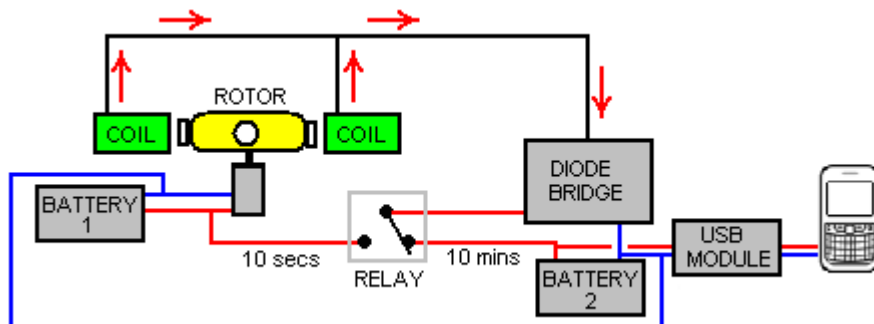 ROTOR
COIL
COIL
DIODE
BRIDGE
BATTERY
1
10 secs
RELAY
10 mins
BATTERY
2
USB
MODULE